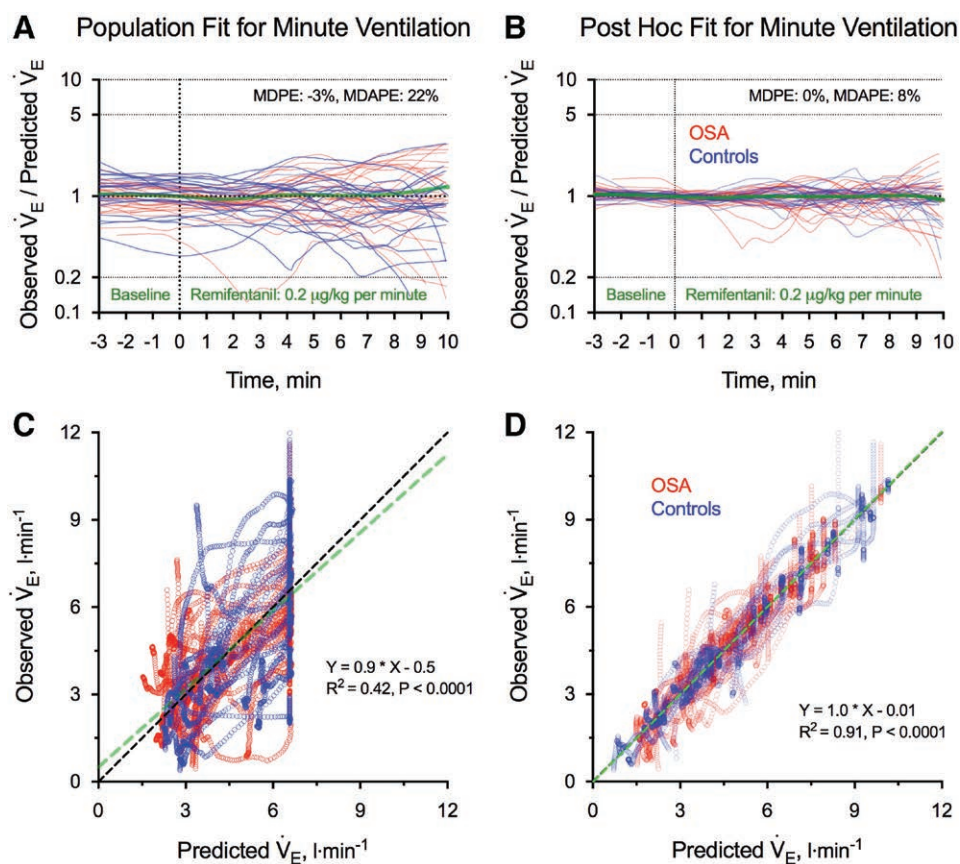 A Population Fit for Minute Ventilation
Observed V̇E / Predicted V̇E
10
5
1
0.2
0.1
MDPE: -3%, MDAPE: 22%
Baseline
Remifentanil: 0.2 µg/kg per minute
-3 -2 -1 0 1 2 3 4 5 6 7 8 9 10
Time, min
B Post Hoc Fit for Minute Ventilation
Observed V̇E / Predicted V̇E
10
5
1
0.2
0.1
MDPE: 0%, MDAPE: 8%
OSA
Controls
Baseline
Remifentanil: 0.2 µg/kg per minute
-3 -2 -1 0 1 2 3 4 5 6 7 8 9 10
Time, min
C
Observed V̇E, l·min⁻¹
12
9
6
3
0
Y = 0.9 * X - 0.5
R² = 0.42, P < 0.0001
0 3 6 9 12
Predicted V̇E, l·min⁻¹
D
Observed V̇E, l·min⁻¹
12
9
6
3
0
OSA
Controls
Y = 1.0 * X - 0.01
R² = 0.91, P < 0.0001
0 3 6 9 12
Predicted V̇E, l·min⁻¹